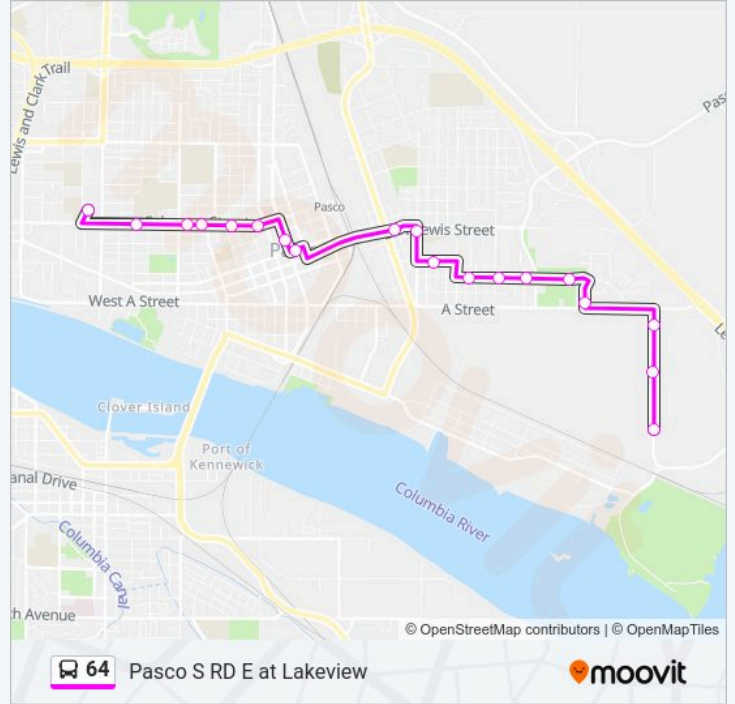 Lewis and Clark Trail
Pasco
ewis Street
West A Street
A Street
Clover Island
Port of
Kennewick
anal Drive
Columbia River
Columbia Canal
h Avenue
© OpenStreetMap contributors | © OpenMapTiles
64 Pasco S RD E at Lakeview
moovit